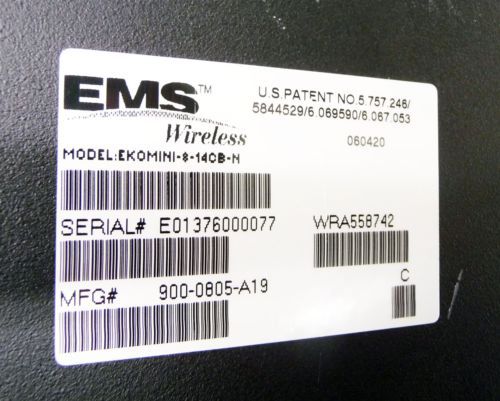 EMS™
Wireless
U.S.PATENT NO.5.757.246/
5844529/6.069590/6.067.053
060420
MODEL:EKOMINI-8-14CB-N
SERIAL# E01376000077
WRA558742
MFG# 900-0805-A19
C